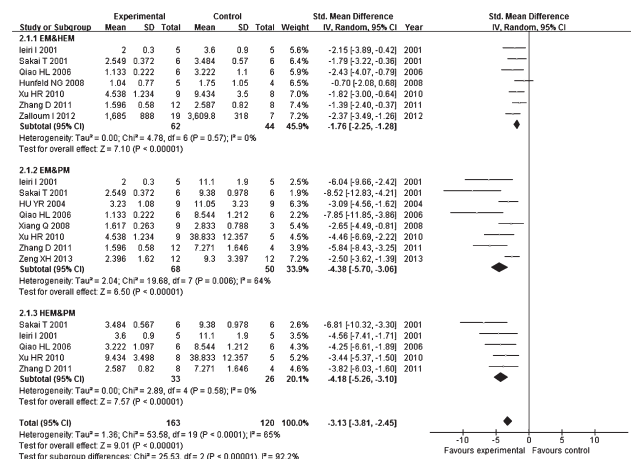 Experimental Control Std. Mean Difference Std. Mean Difference
Study or Subgroup Mean SD Total Mean SD Total Weight IV, Random, 95% CI Year IV, Random, 95% CI
2.1.1 EM&HEM
Ieiri I 2001 2 0.3 5 3.6 0.9 5 5.6% -2.15 [-3.89, -0.42] 2001
Sakai T 2001 2.549 0.372 6 3.484 0.57 6 6.6% -1.79 [-3.22, -0.36] 2001
Qiao HL 2006 1.133 0.222 6 3.222 1.1 6 5.6% -2.43 [-4.07, -0.79] 2006
Hunfeld NG 2008 1.04 0.77 5 1.75 1.05 4 6.8% -0.70 [-2.08, 0.68] 2008
Xu HR 2010 4.538 1.234 9 9.434 3.5 8 7.5% -1.82 [-3.00, -0.64] 2010
Zhang D 2011 1.596 0.58 12 2.587 0.82 8 8.1% -1.39 [-2.40, -0.37] 2011
Zalloum I 2012 1,685 888 19 3,609.8 318 7 7.7% -2.37 [-3.49, -1.26] 2012
Subtotal (95% CI) 62 44 45.9% -1.76 [-2.25, -1.28]
Heterogeneity: Tau² = 0.00; Chi² = 4.78, df = 6 (P = 0.57); I² = 0%
Test for overall effect: Z = 7.10 (P < 0.00001)
2.1.2 EM&PM
Ieiri I 2001 2 0.3 5 11.1 1.9 5 -6.04 [-9.66, -2.42] 2001
Sakai T 2001 2.549 0.372 6 9.38 0.978 6 -8.52 [-12.83, -4.21] 2001
HU YR 2004 3.23 1.08 9 11.05 3.23 9 -3.09 [-4.56, -1.62] 2004
Qiao HL 2006 1.133 0.222 6 8.544 1.212 6 -7.85 [-11.85, -3.86] 2006
Xiang Q 2008 1.617 0.263 9 2.833 0.788 3 -2.65 [-4.49, -0.81] 2008
Xu HR 2010 4.538 1.234 9 38.833 12.357 5 -4.46 [-6.69, -2.22] 2010
Zhang D 2011 1.596 0.58 12 7.271 1.646 4 -5.84 [-8.43, -3.25] 2011
Zeng XH 2013 2.396 1.62 12 9.3 3.397 12 -2.50 [-3.62, -1.39] 2013
Subtotal (95% CI) 68 50 33.9% -4.38 [-5.70, -3.06]
Heterogeneity: Tau² = 2.04; Chi² = 19.68, df = 7 (P = 0.006); I² = 64%
Test for overall effect: Z = 6.50 (P < 0.00001)
2.1.3 HEM&PM
Sakai T 2001 3.484 0.567 6 9.38 0.978 6 -6.81 [-10.32, -3.30] 2001
Ieiri I 2001 3.6 0.9 5 11.1 1.9 5 -4.56 [-7.41, -1.71] 2001
Qiao HL 2006 3.222 1.097 6 8.544 1.212 6 -4.25 [-6.61, -1.89] 2006
Xu HR 2010 9.434 3.498 8 38.833 12.357 5 -3.44 [-5.37, -1.50] 2010
Zhang D 2011 2.587 0.82 8 7.271 1.646 4 -3.82 [-6.03, -1.60] 2011
Subtotal (95% CI) 33 26 20.1% -4.18 [-5.26, -3.10]
Heterogeneity: Tau² = 0.00; Chi² = 2.89, df = 4 (P = 0.58); I² = 0%
Test for overall effect: Z = 7.57 (P < 0.00001)
Total (95% CI) 163 120 100.0% -3.13 [-3.81, -2.45]
Heterogeneity: Tau² = 1.36; Chi² = 53.58, df = 19 (P < 0.0001); I² = 65%
Test for overall effect: Z = 9.01 (P < 0.00001)
Test for subgroup differences: Chi² = 25.53, df = 2 (P < 0.00001), I² = 92.2%
-10 -5 0 5 10
Favours experimental Favours control